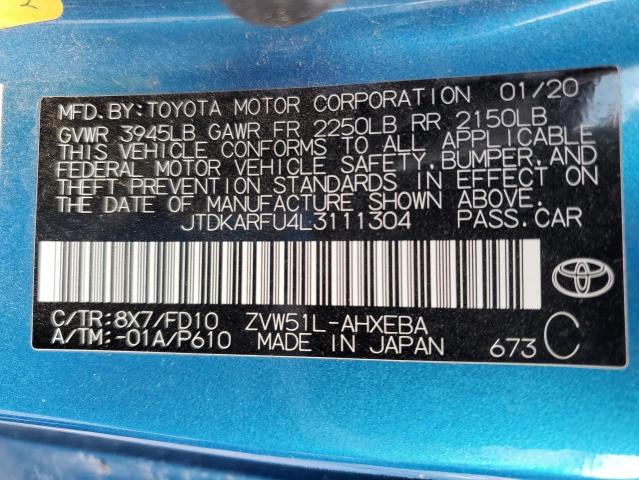 MFD.BY:TOYOTA MOTOR CORPORATION 01/20
GVWR 3945LB GAWR FR 2250LB RR 2150LB
THIS VEHICLE CONFORMS TO ALL APPLICABLE
FEDERAL MOTOR VEHICLE SAFETY,BUMPER,AND
THEFT PREVENTION STANDARDS IN EFFECT ON
THE DATE OF MANUFACTURE SHOWN ABOVE.
JTDKARFU4L3111304 PASS.CAR
C/TR:8X7/FD10 ZVW51L-AHXEBA
A/TM:-01A/P610 MADE IN JAPAN 673 C